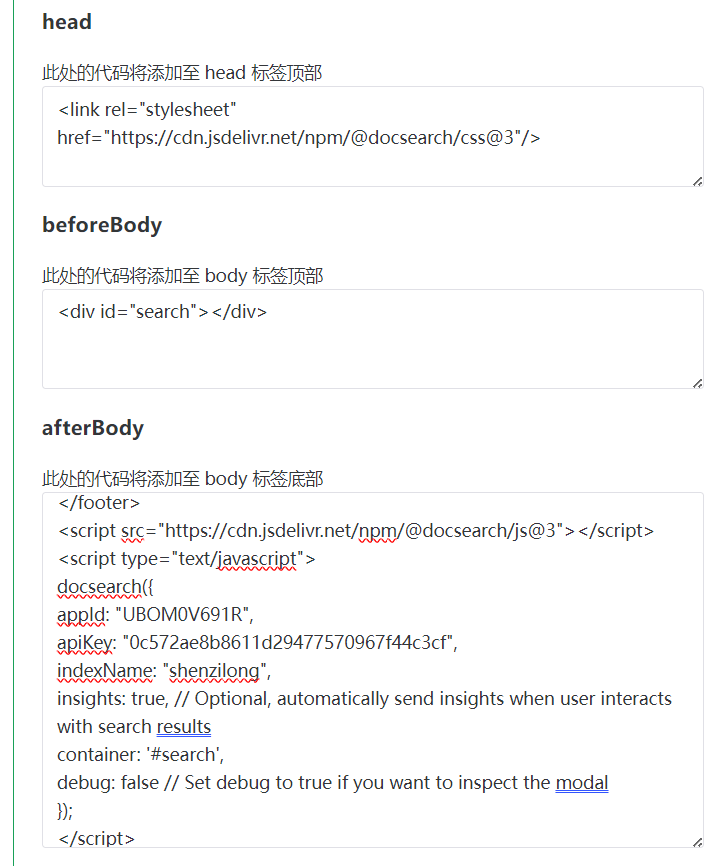 head
此处的代码将添加至 head 标签顶部
<link rel="stylesheet"
href="https://cdn.jsdelivr.net/npm/@docsearch/css@3"/>
beforeBody
此处的代码将添加至 body 标签顶部
<div id="search"></div>
afterBody
此处的代码将添加至 body 标签底部
</footer>
<script src="https://cdn.jsdelivr.net/npm/@docsearch/js@3"></script>
<script type="text/javascript">
docsearch({
appId: "UBOM0V691R",
apiKey: "0c572ae8b8611d29477570967f44c3cf",
indexName: "shenzilong",
insights: true, // Optional, automatically send insights when user interacts
with search results
container: '#search',
debug: false // Set debug to true if you want to inspect the modal
});
</script>